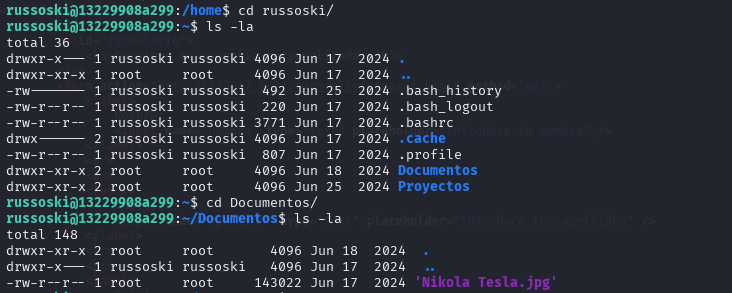 russoski@13229908a299:/home$ cd russoski/
russoski@13229908a299:~$ ls -la
total 36
drwxr-x--- 1 russoski russoski 4096 Jun 17  2024 .
drwxr-xr-x 1 root     root     4096 Jun 17  2024 ..
-rw------- 1 russoski russoski  492 Jun 25  2024 .bash_history
-rw-r--r-- 1 russoski russoski  220 Jun 17  2024 .bash_logout
-rw-r--r-- 1 russoski russoski 3771 Jun 17  2024 .bashrc
drwx------ 2 russoski russoski 4096 Jun 17  2024 .cache
-rw-r--r-- 1 russoski russoski  807 Jun 17  2024 .profile
drwxr-xr-x 2 root     root     4096 Jun 18  2024 Documentos
drwxr-xr-x 2 root     root     4096 Jun 25  2024 Proyectos
russoski@13229908a299:~$ cd Documentos/
russoski@13229908a299:~/Documentos$ ls -la
total 148
drwxr-xr-x 2 root     root       4096 Jun 18  2024  .
drwxr-x--- 1 russoski russoski   4096 Jun 17  2024  ..
-rw-r--r-- 1 root     root     143022 Jun 17  2024 'Nikola Tesla.jpg'